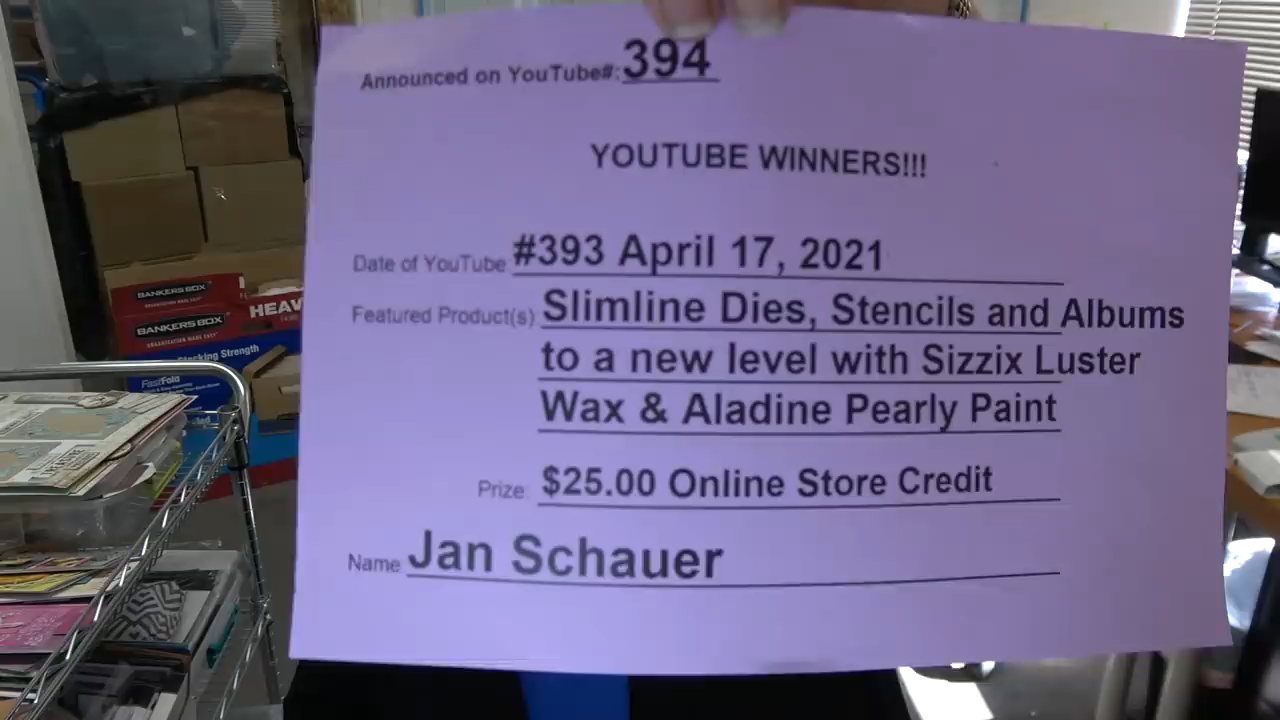 Announced on YouTube#: 394
YOUTUBE WINNERS!!!
Date of YouTube #393 April 17, 2021
Featured Product(s) Slimline Dies, Stencils and Albums
to a new level with Sizzix Luster
Wax & Aladine Pearly Paint
Prize: $25.00 Online Store Credit
Name Jan Schauer
BANKERS BOX
BANKERS BOX
HEAV
Stacking Strength
FastFold